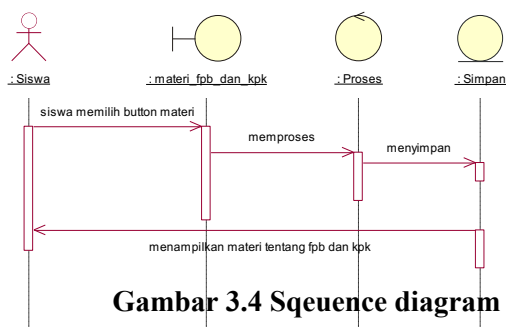 : Siswa
: materi_fpb_dan_kpk
: Proses
: Simpan
siswa memilih button materi
memproses
menyimpan
menampilkan materi tentang fpb dan kpk
Gambar 3.4 Sqeuence diagram